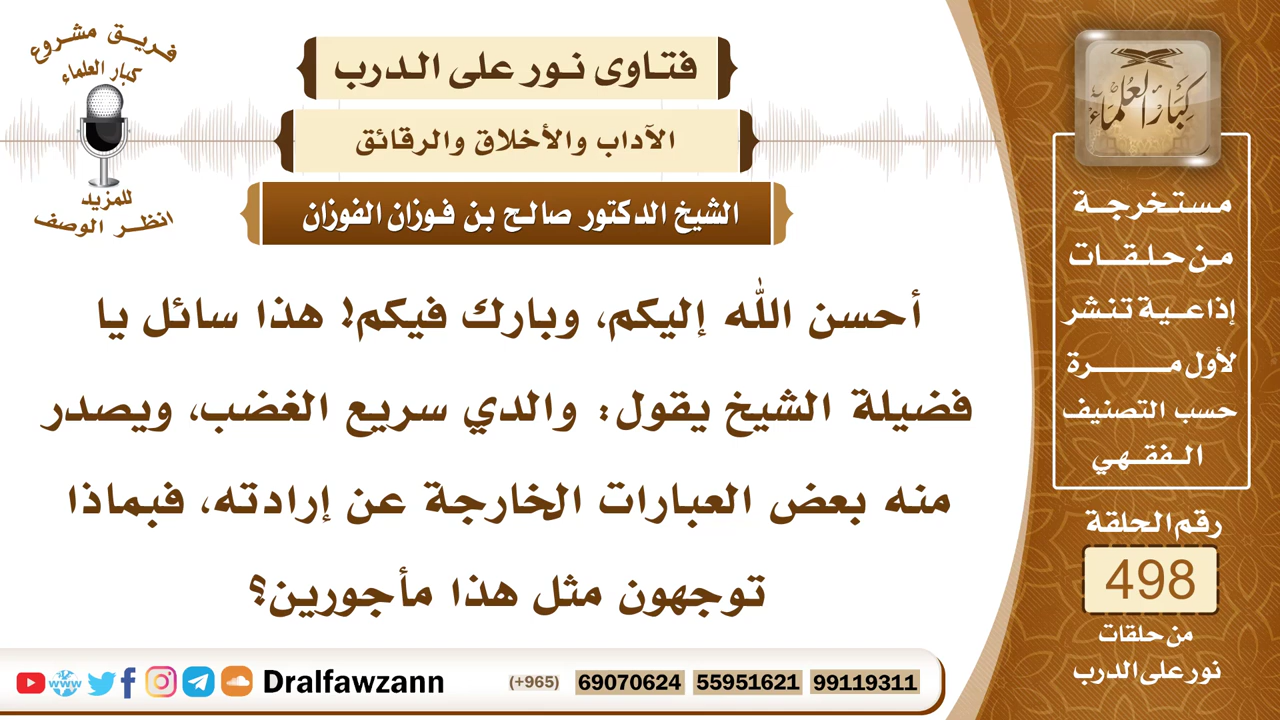 فريق مشروع
كبار العلماء
للمزيد
انظر الوصف
فتاوى نور على الدرب
الآداب والأخلاق والرقائق
الشيخ الدكتور صالح بن فوزان الفوزان
أحسن الله إليكم، وبارك فيكم! هذا سائل يا
فضيلة الشيخ يقول: والدي سريع الغضب، ويصدر
منه بعض العبارات الخارجة عن إرادته، فبماذا
توجهون مثل هذا مأجورين؟
كبار العلماء
مستخرجة
من حلقات
إذاعية تنشر
لأول مرة
حسب التصنيف
الفقهي
رقم الحلقة
498
من حلقات
نور على الدرب
www Dralfawzann (+965) 69070624 55951621 99119311